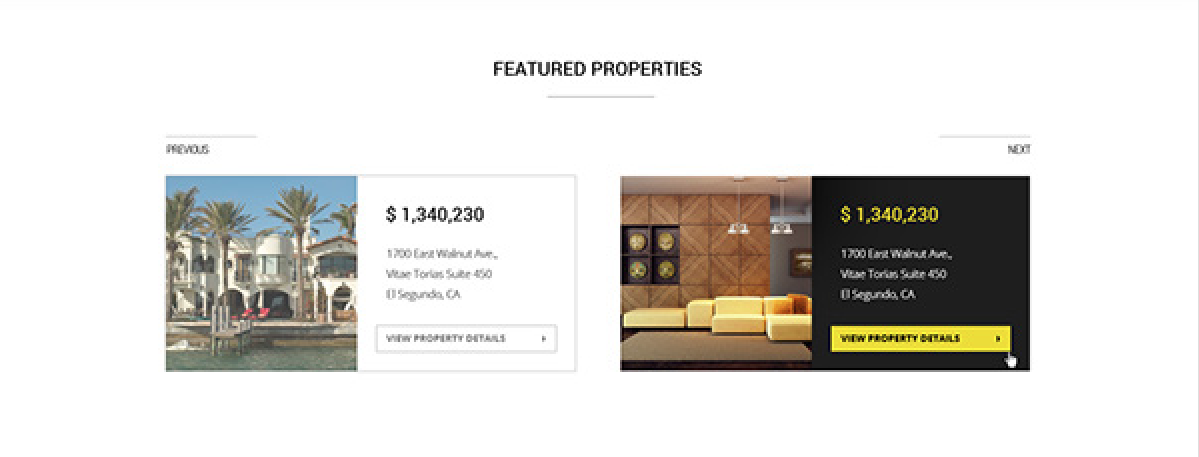 FEATURED PROPERTIES
PREVIOUS
NEXT
$ 1,340,230
1700 East Walnut Ave.,
Vitae Torias Suite 450
El Segundo, CA
VIEW PROPERTY DETAILS
$ 1,340,230
1700 East Walnut Ave.,
Vitae Torias Suite 450
El Segundo, CA
VIEW PROPERTY DETAILS